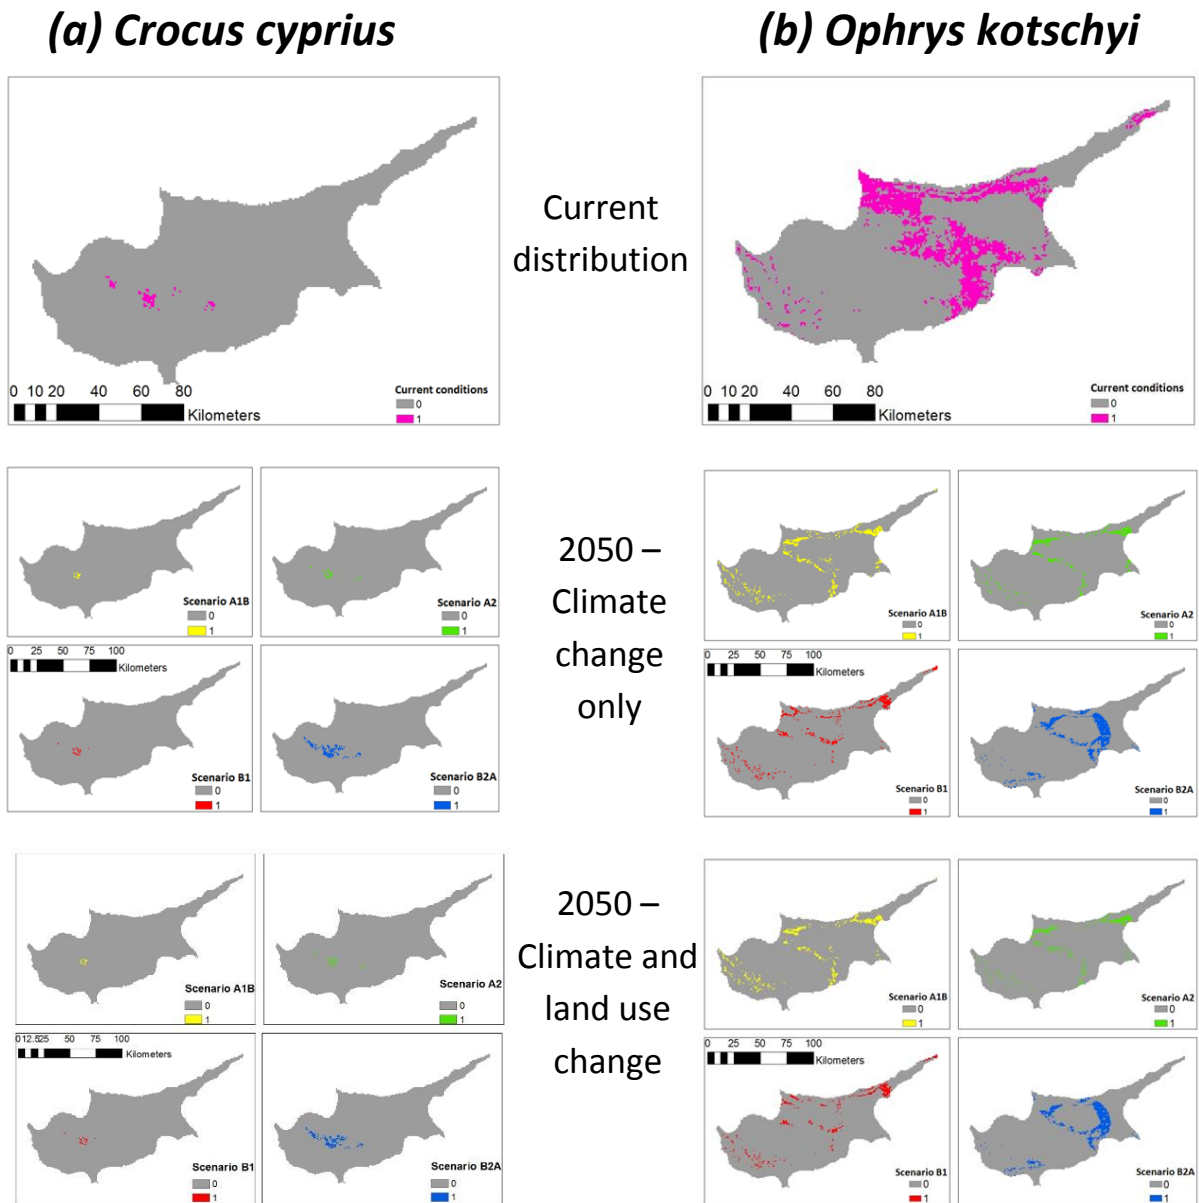 (a) Crocus cyprius
(b) Ophrys kotschyi
Current
distribution
0 10 20 40 60 80
Kilometers
Current conditions
0
1
0 10 20 40 60 80
Kilometers
Current conditions
0
1
2050 –
Climate
change
only
Scenario A1B
0
1
Scenario A2
0
1
0 25 50 75 100
Kilometers
Scenario B1
0
1
Scenario B2A
0
1
Scenario A1B
0
1
Scenario A2
0
1
0 25 50 75 100
Kilometers
Scenario B1
0
1
Scenario B2A
0
1
2050 –
Climate and
land use
change
Scenario A1B
0
1
Scenario A2
0
1
0 12.525 50 75 100
Kilometers
Scenario B1
0
1
Scenario B2A
0
1
Scenario A1B
0
1
Scenario A2
0
1
0 25 50 75 100
Kilometers
Scenario B1
0
1
Scenario B2A
0
1